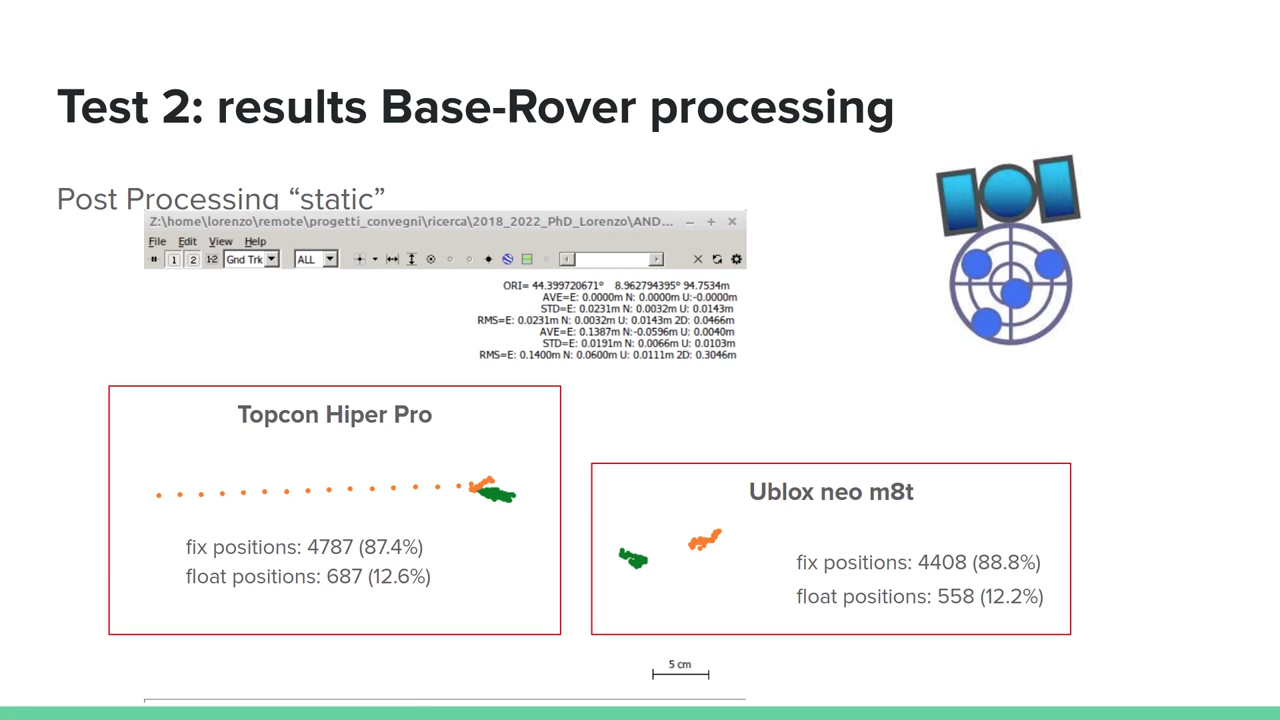 Test 2: results Base-Rover processing
Post Processing “static”
Z:\home\lorenzo\remote\progetti_convegni\ricerca\2018_2022_PhD_Lorenzo\AND...
File Edit View Help
1 2 1-2 Gnd Trk ALL
ORI= 44.399720671° 8.962794395° 94.7534m
AVE=E: 0.0000m N: 0.0000m U:-0.0000m
STD=E: 0.0231m N: 0.0032m U: 0.0143m
RMS=E: 0.0231m N: 0.0032m U: 0.0143m 2D: 0.0466m
AVE=E: 0.1387m N:-0.0596m U: 0.0040m
STD=E: 0.0191m N: 0.0066m U: 0.0103m
RMS=E: 0.1400m N: 0.0600m U: 0.0111m 2D: 0.3046m
Topcon Hiper Pro
fix positions: 4787 (87.4%)
float positions: 687 (12.6%)
Ublox neo m8t
fix positions: 4408 (88.8%)
float positions: 558 (12.2%)
5 cm